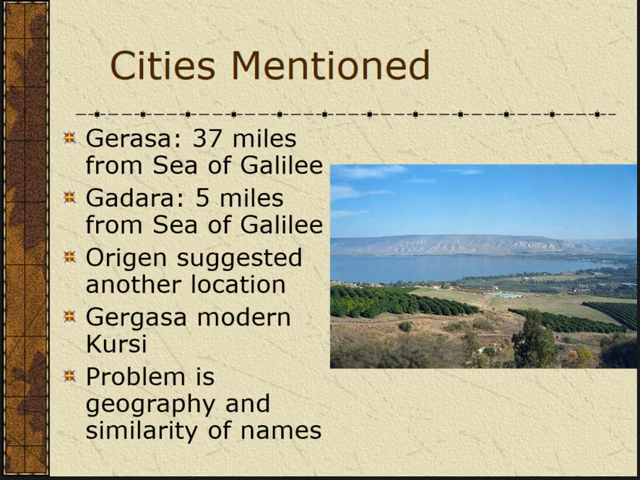 Cities Mentioned
Gerasa: 37 miles
from Sea of Galilee
Gadara: 5 miles
from Sea of Galilee
Origen suggested
another location
Gergasa modern
Kursi
Problem is
geography and
similarity of names